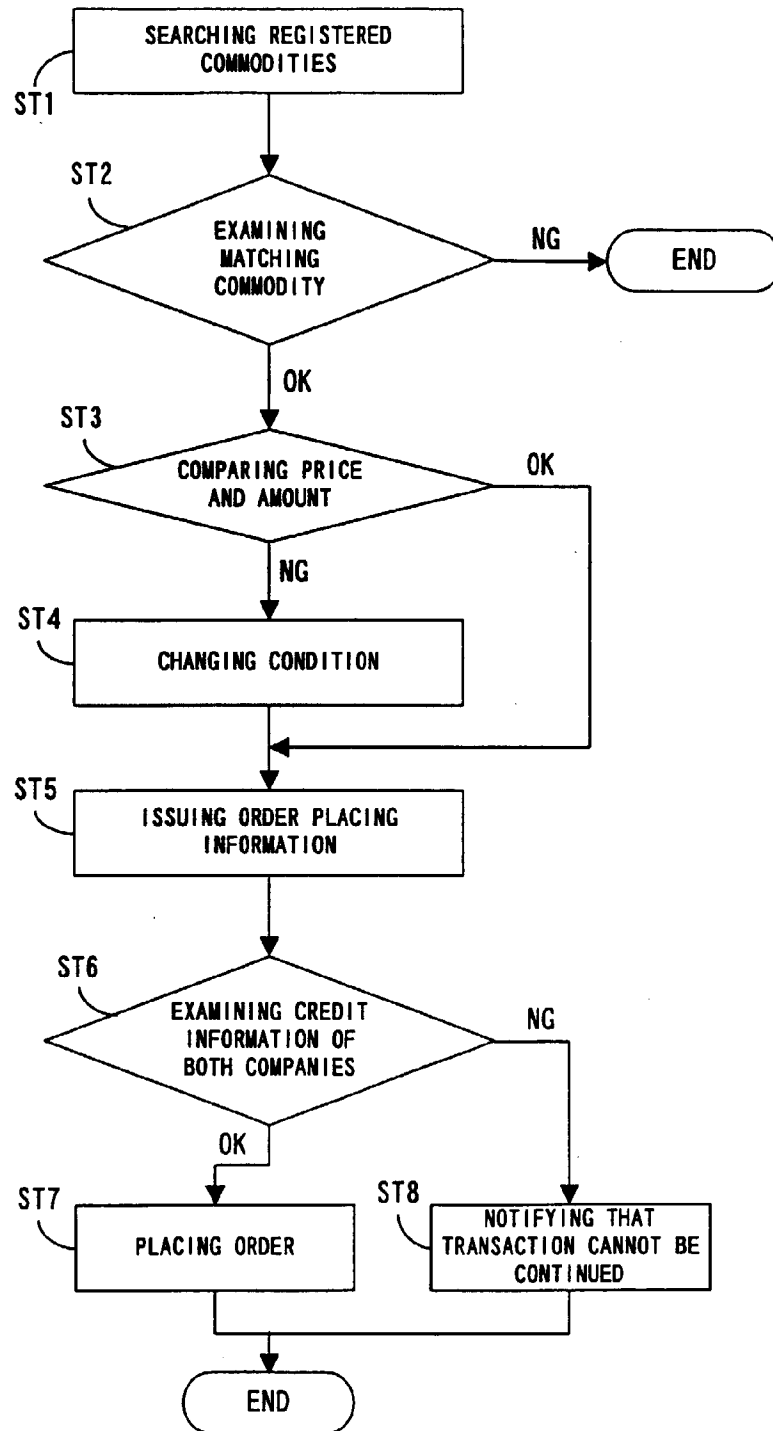 SEARCHING REGISTERED
COMMODITIES
ST1
ST2
EXAMINING
MATCHING
COMMODITY
NG
END
OK
ST3
COMPARING PRICE
AND AMOUNT
OK
NG
ST4
CHANGING CONDITION
ST5
ISSUING ORDER PLACING
INFORMATION
ST6
EXAMINING CREDIT
INFORMATION OF
BOTH COMPANIES
NG
OK
ST7
PLACING ORDER
ST8
NOTIFYING THAT
TRANSACTION CANNOT BE
CONTINUED
END